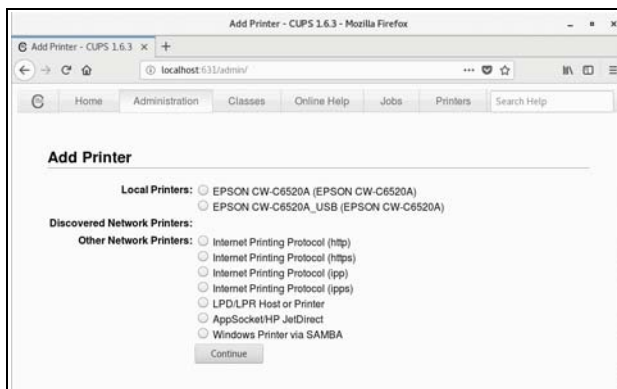 Add Printer - CUPS 1.6.3 - Mozilla Firefox
Add Printer - CUPS 1.6.3
localhost:631/admin/
Home Administration Classes Online Help Jobs Printers Search Help
Add Printer
Local Printers: EPSON CW-C6520A (EPSON CW-C6520A)
EPSON CW-C6520A_USB (EPSON CW-C6520A)
Discovered Network Printers:
Other Network Printers: Internet Printing Protocol (http)
Internet Printing Protocol (https)
Internet Printing Protocol (ipp)
Internet Printing Protocol (ipps)
LPD/LPR Host or Printer
AppSocket/HP JetDirect
Windows Printer via SAMBA
Continue